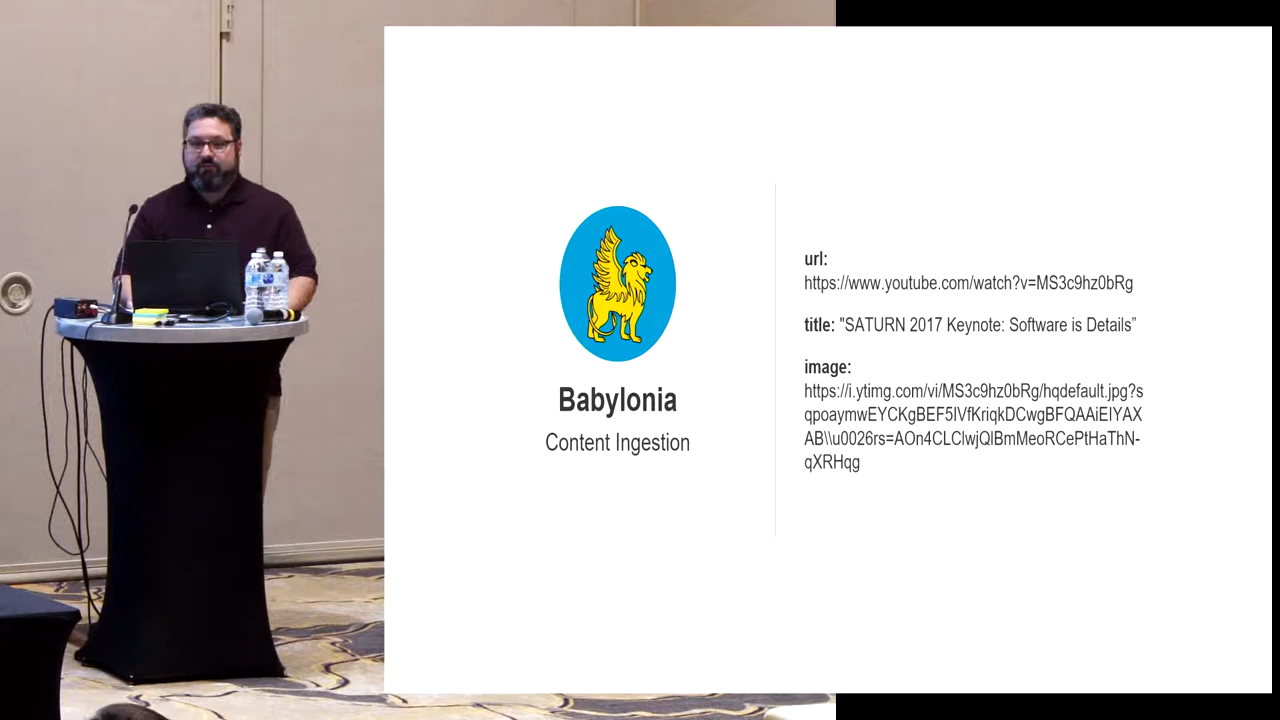 Babylonia
Content Ingestion
url:
https://www.youtube.com/watch?v=MS3c9hz0bRg
title: "SATURN 2017 Keynote: Software is Details”
image:
https://i.ytimg.com/vi/MS3c9hz0bRg/hqdefault.jpg?s
qpoaymwEYCKgBEF5IVfKriqkDCwgBFQAAiEIYAX
AB\\u0026rs=AOn4CLClwjQlBmMeoRCePtHaThN-
qXRHqg